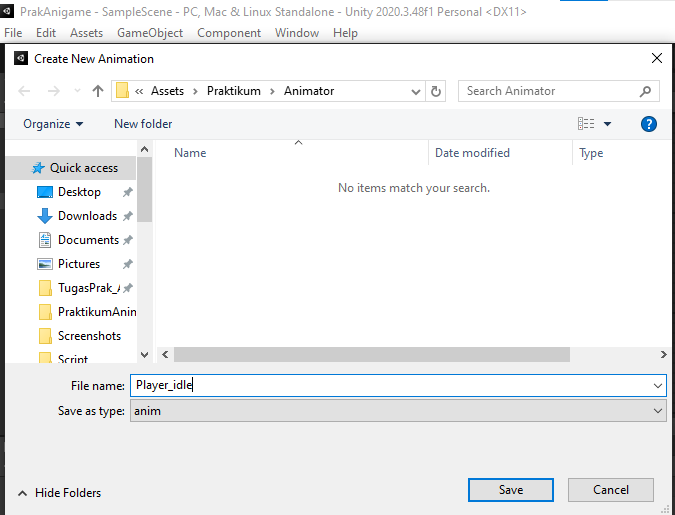 PrakAnigame - SampleScene - PC, Mac & Linux Standalone - Unity 2020.3.48f1 Personal <DX11>
File Edit Assets GameObject Component Window Help
Create New Animation
« Assets > Praktikum > Animator
Search Animator
Organize
New folder
Name
Date modified
Type
No items match your search.
Quick access
Desktop
Downloads
Documents
Pictures
TugasPrak_A
PraktikumAnin
Screenshots
Script
File name: Player_idle
Save as type: anim
Hide Folders
Save
Cancel